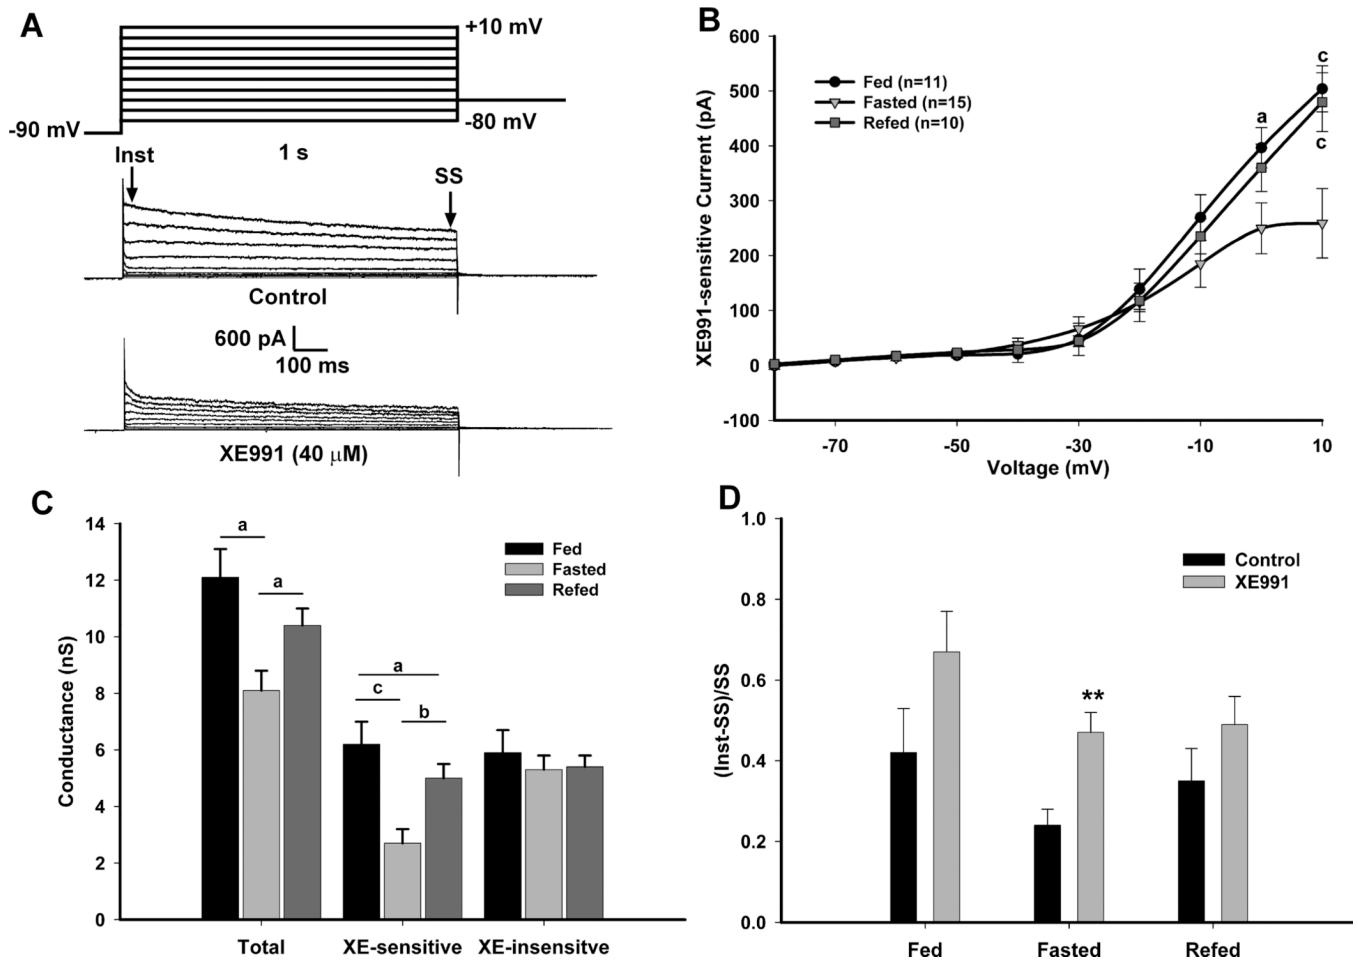 A
+10 mV
-90 mV
-80 mV
1 s
Inst
SS
Control
600 pA
100 ms
XE991 (40 μM)
B
XE991-sensitive Current (pA)
600
500
400
300
200
100
0
-100
Fed (n=11)
Fasted (n=15)
Refed (n=10)
a
c
c
-70
-50
-30
-10
10
Voltage (mV)
C
Conductance (nS)
14
12
10
8
6
4
2
0
Fed
Fasted
Refed
a
a
a
c
b
Total
XE-sensitive
XE-insensitve
D
(Inst-SS)/SS
1.0
0.8
0.6
0.4
0.2
0.0
Control
XE991
**
Fed
Fasted
Refed